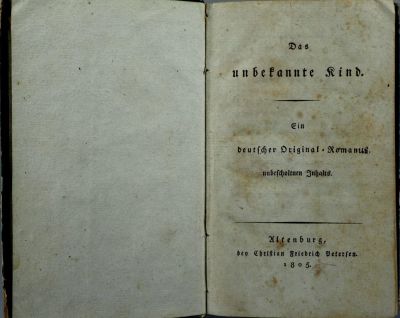 Das
unbekannte Kind.
Ein
deutscher Original-Romanus,
unbescholtnen Inhalts.
Altenburg,
bey Christian Friedrich Petersen.
1805.